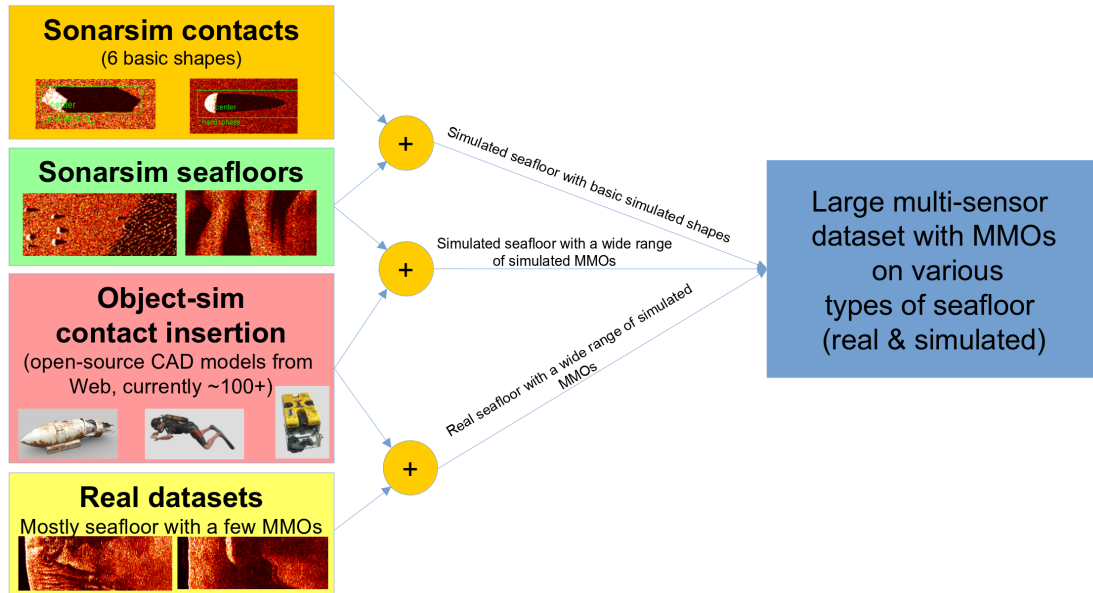 Sonarsim contacts
(6 basic shapes)
center
center
hemisphere
Sonarsim seafloors
Object-sim
contact insertion
(open-source CAD models from
Web, currently ~100+)
Real datasets
Mostly seafloor with a few MMOs
+
+
+
Simulated seafloor with basic simulated shapes
Simulated seafloor with a wide range
of simulated MMOs
Real seafloor with a wide range of simulated
MMOs
Large multi-sensor
dataset with MMOs
on various
types of seafloor
(real & simulated)